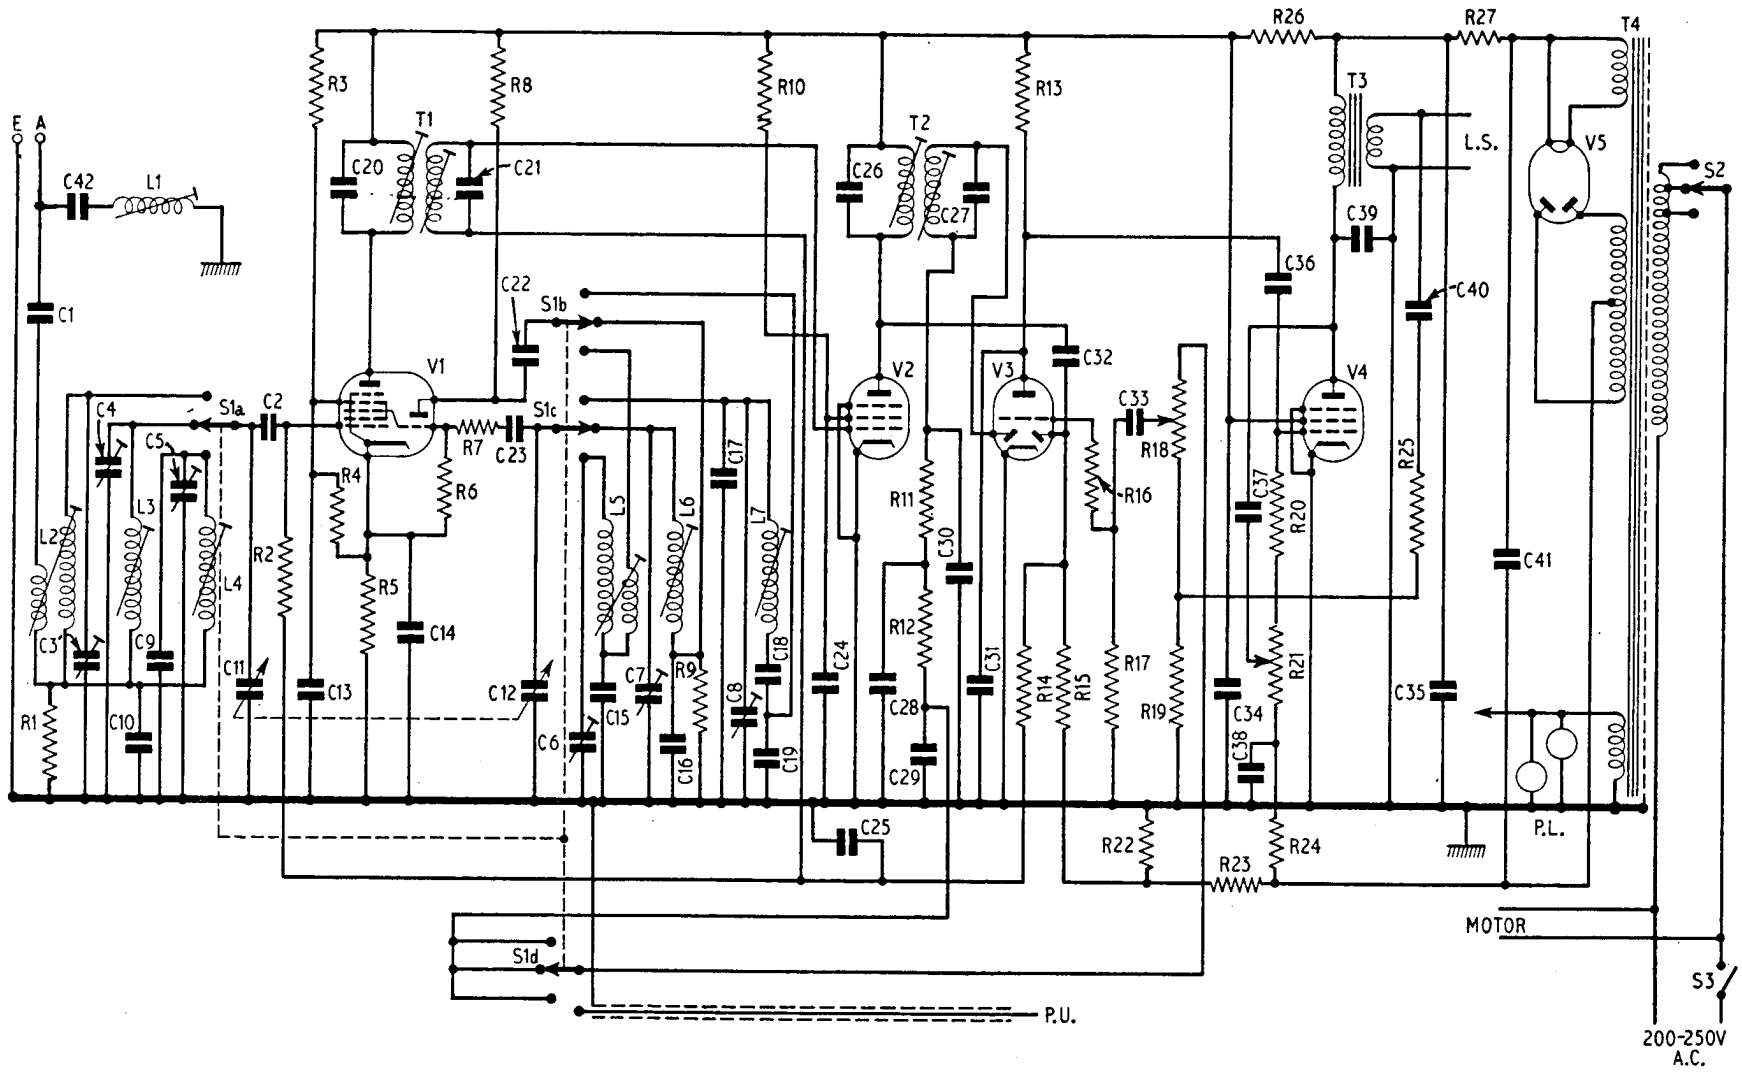 R26
R27
T4
R3
R8
R10
R13
T3
E
A
T1
T2
C20
C21
C26
C27
L.S.
V5
S2
C42
L1
C39
C1
C22
S1b
C36
C40
C32
V1
V2
V3
V4
C4
S1a
C2
S1c
C33
R18
C5
R7
C23
C17
R4
R6
R11
R16
C37
R20
R25
L2
L3
L4
R2
L5
L6
L7
C30
C41
R5
C3
C9
C14
R12
R21
C11
C13
C12
C7
R9
C8
C18
C24
C28
C31
R14
R15
R17
R19
C34
C35
R1
C10
C6
C15
C16
C19
C29
C38
P.L.
C25
R22
R23
R24
MOTOR
S1d
S3
P.U.
200-250V
A.C.